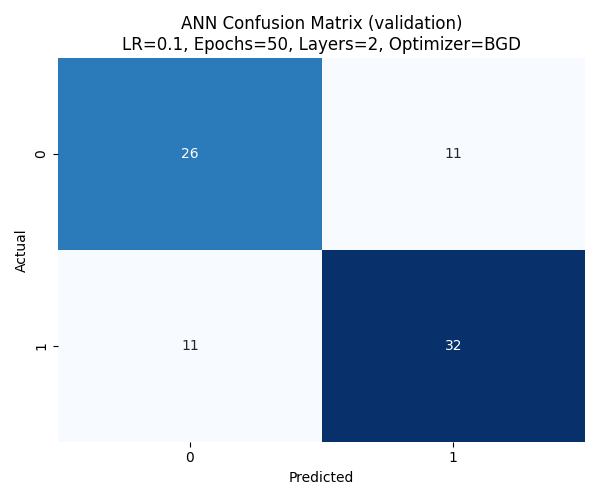 ANN Confusion Matrix (validation)
LR=0.1, Epochs=50, Layers=2, Optimizer=BGD
Actual
0
26
11
1
11
32
0
1
Predicted